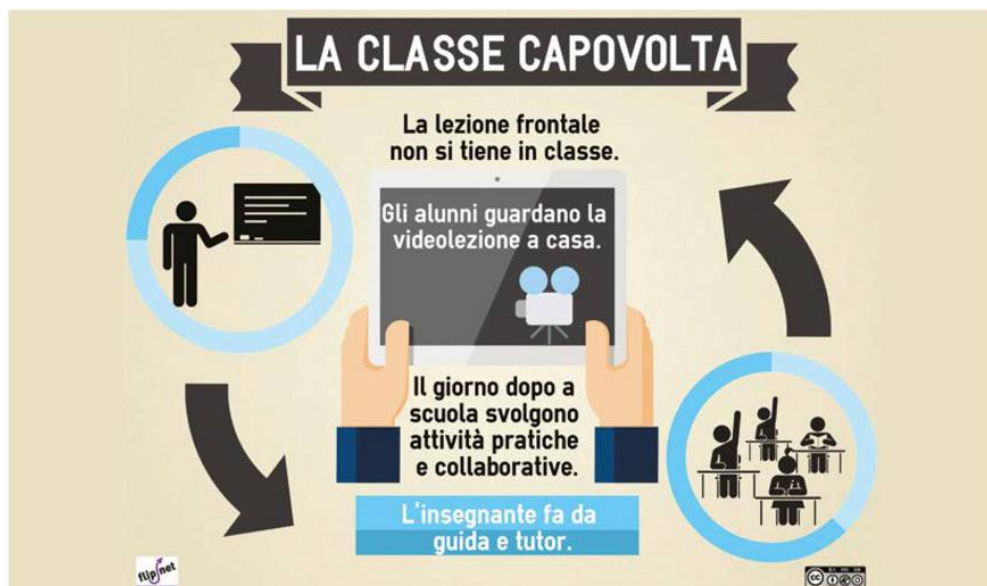 LA CLASSE CAPOVOLTA
La lezione frontale
non si tiene in classe.
Gli alunni guardano la
videolezione a casa.
Il giorno dopo a
scuola svolgono
attività pratiche
e collaborative.
L'insegnante fa da
guida e tutor.
flipnet
cc